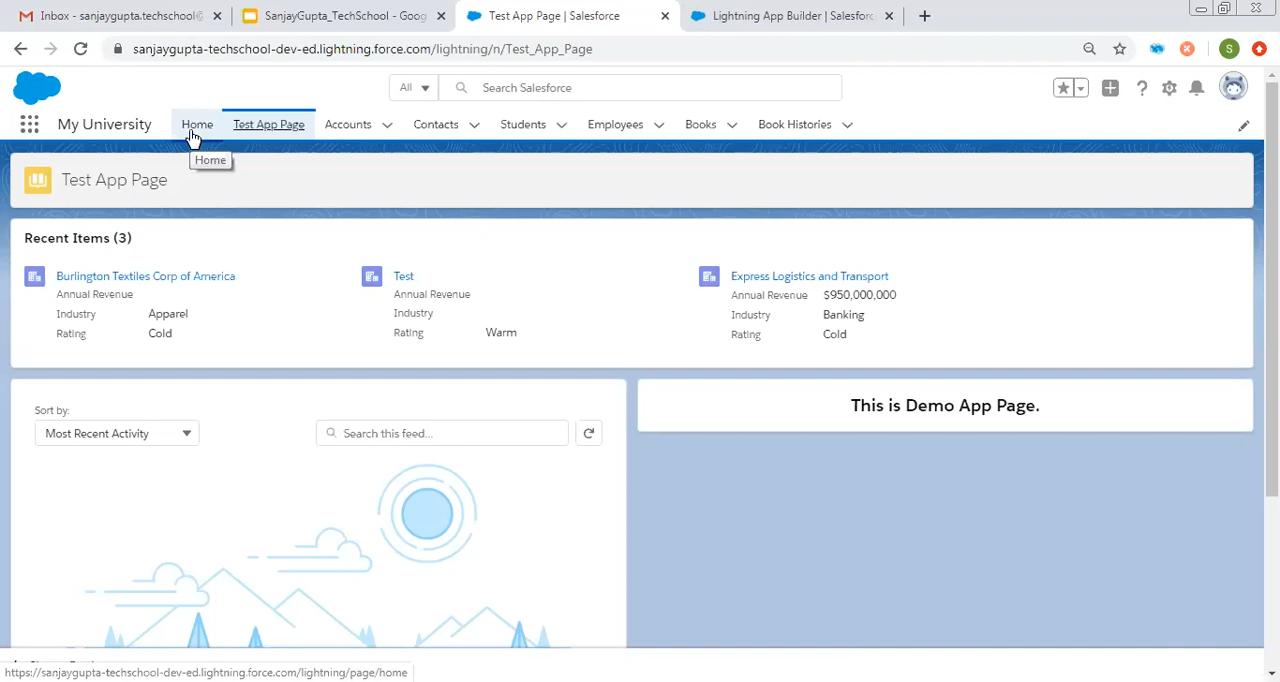 Inbox - sanjaygupta.techschool@
SanjayGupta_TechSchool - Goog
Test App Page | Salesforce
Lightning App Builder | Salesforc
sanjaygupta-techschool-dev-ed.lightning.force.com/lightning/n/Test_App_Page
S
All
Search Salesforce
My University
Home
Test App Page
Accounts
Contacts
Students
Employees
Books
Book Histories
Home
Test App Page
Recent Items (3)
Burlington Textiles Corp of America
Annual Revenue
Industry Apparel
Rating Cold
Test
Annual Revenue
Industry
Rating Warm
Express Logistics and Transport
Annual Revenue $950,000,000
Industry Banking
Rating Cold
Sort by:
Most Recent Activity
Search this feed...
This is Demo App Page.
https://sanjaygupta-techschool-dev-ed.lightning.force.com/lightning/page/home